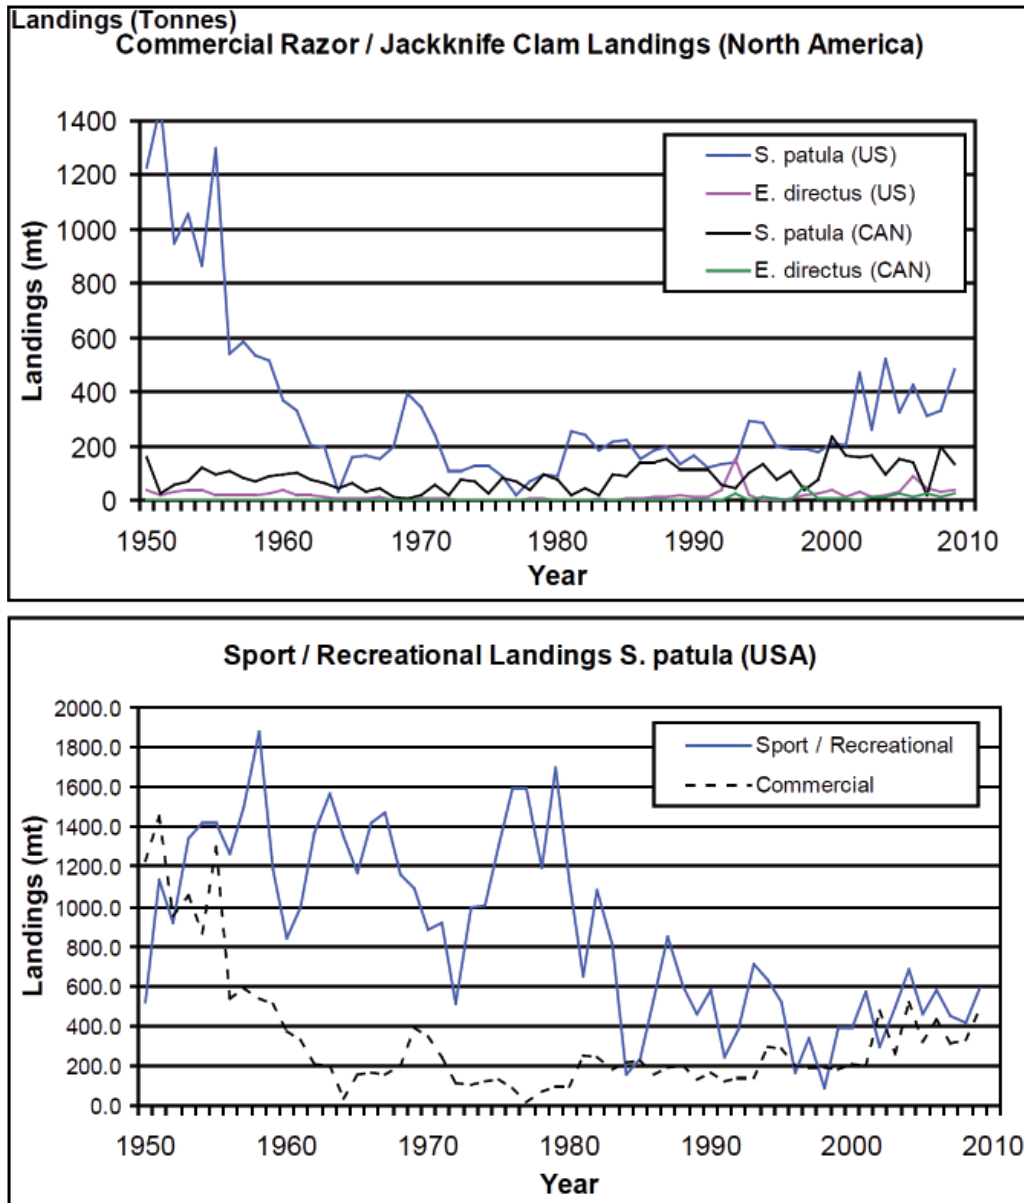 Landings (Tonnes)
Commercial Razor / Jackknife Clam Landings (North America)
Landings (mt)
1400
1200
1000
800
600
400
200
0
S. patula (US)
E. directus (US)
S. patula (CAN)
E. directus (CAN)
1950 1960 1970 1980 1990 2000 2010
Year
Sport / Recreational Landings S. patula (USA)
Landings (mt)
2000.0
1800.0
1600.0
1400.0
1200.0
1000.0
800.0
600.0
400.0
200.0
0.0
Sport / Recreational
Commercial
1950 1960 1970 1980 1990 2000 2010
Year